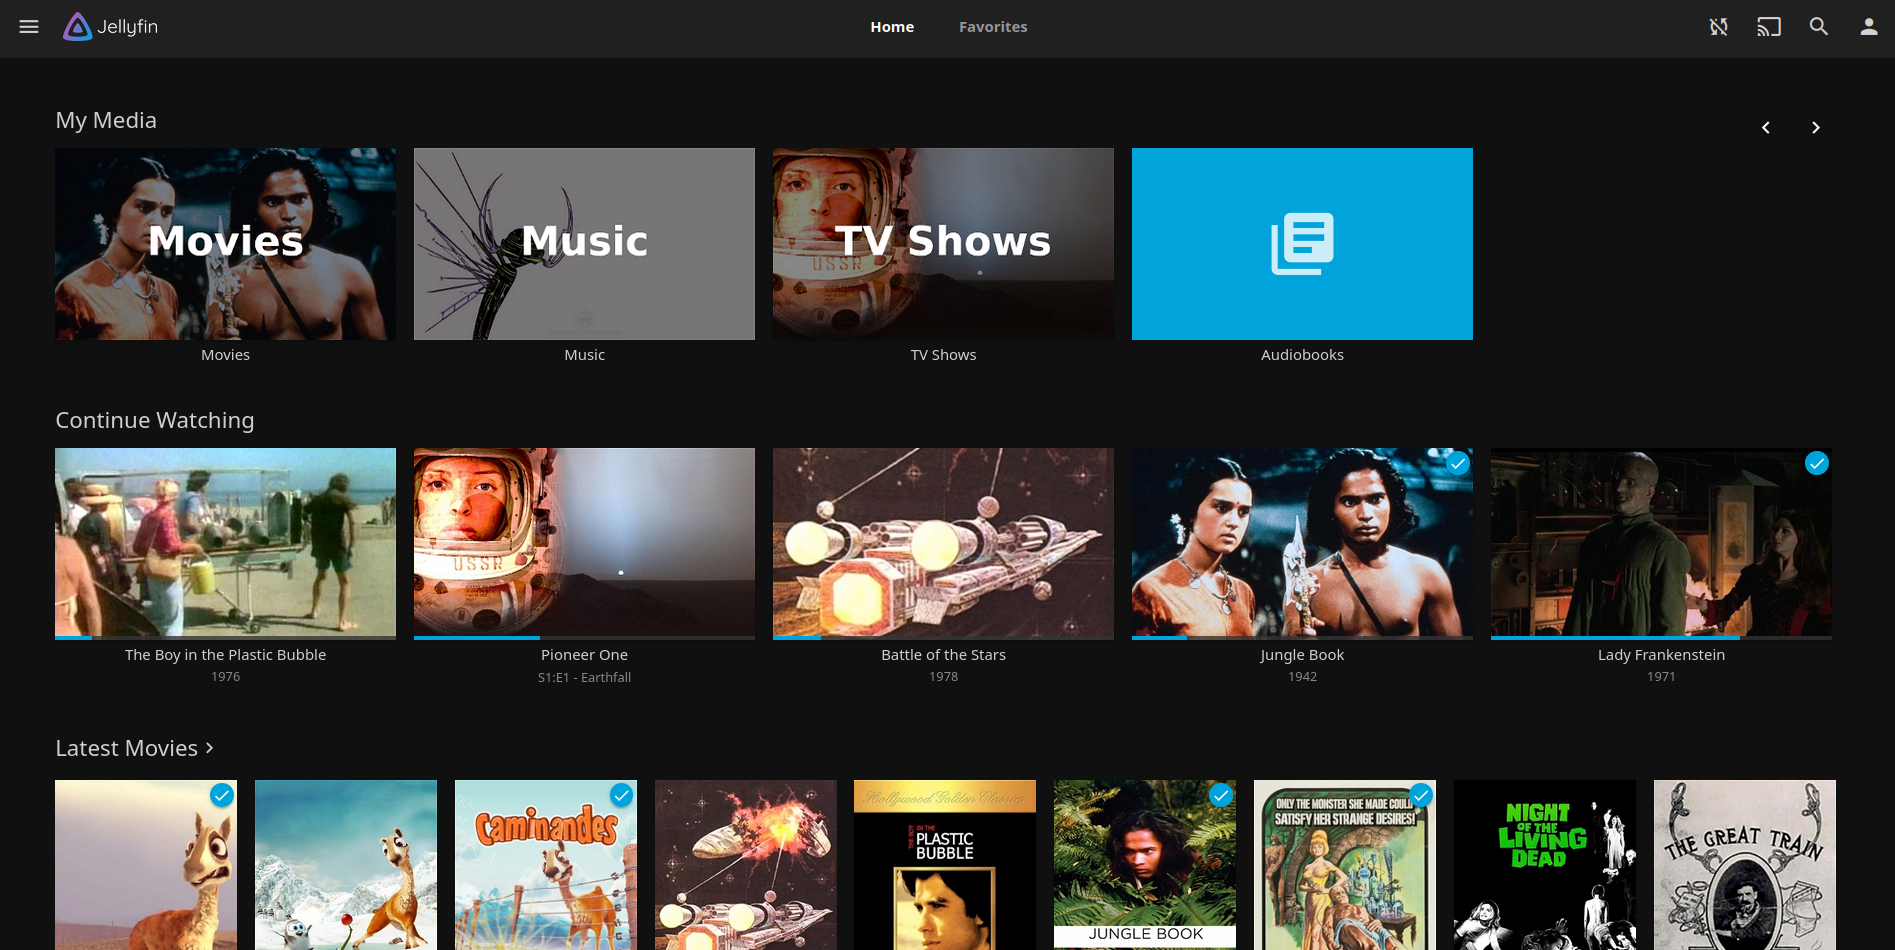 Jellyfin
Home
Favorites
My Media
Movies
Music
TV Shows
USSR
Movies
Music
TV Shows
Audiobooks
Continue Watching
USSR
The Boy in the Plastic Bubble
Pioneer One
Battle of the Stars
Jungle Book
Lady Frankenstein
1976
S1:E1 - Earthfall
1978
1942
1971
Latest Movies
Caminandes
Hollywood Golden Classics
THE BOY IN THE
PLASTIC
BUBBLE
JUNGLE BOOK
ONLY THE MONSTER SHE MADE COULD
SATISFY HER STRANGE DESIRES!
NIGHT
OF THE
LIVING
DEAD
THE GREAT TRAIN